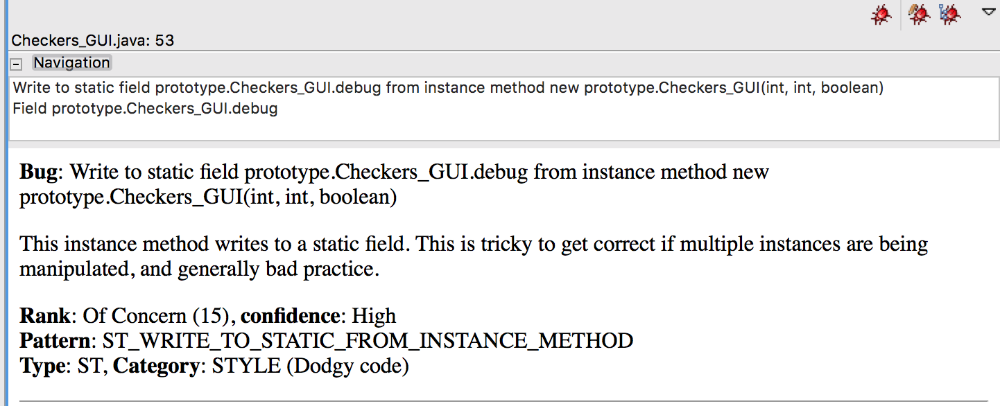 Checkers_GUI.java: 53
Navigation
Write to static field prototype.Checkers_GUI.debug from instance method new prototype.Checkers_GUI(int, int, boolean)
Field prototype.Checkers_GUI.debug
Bug: Write to static field prototype.Checkers_GUI.debug from instance method new
prototype.Checkers_GUI(int, int, boolean)
This instance method writes to a static field. This is tricky to get correct if multiple instances are being
manipulated, and generally bad practice.
Rank: Of Concern (15), confidence: High
Pattern: ST_WRITE_TO_STATIC_FROM_INSTANCE_METHOD
Type: ST, Category: STYLE (Dodgy code)